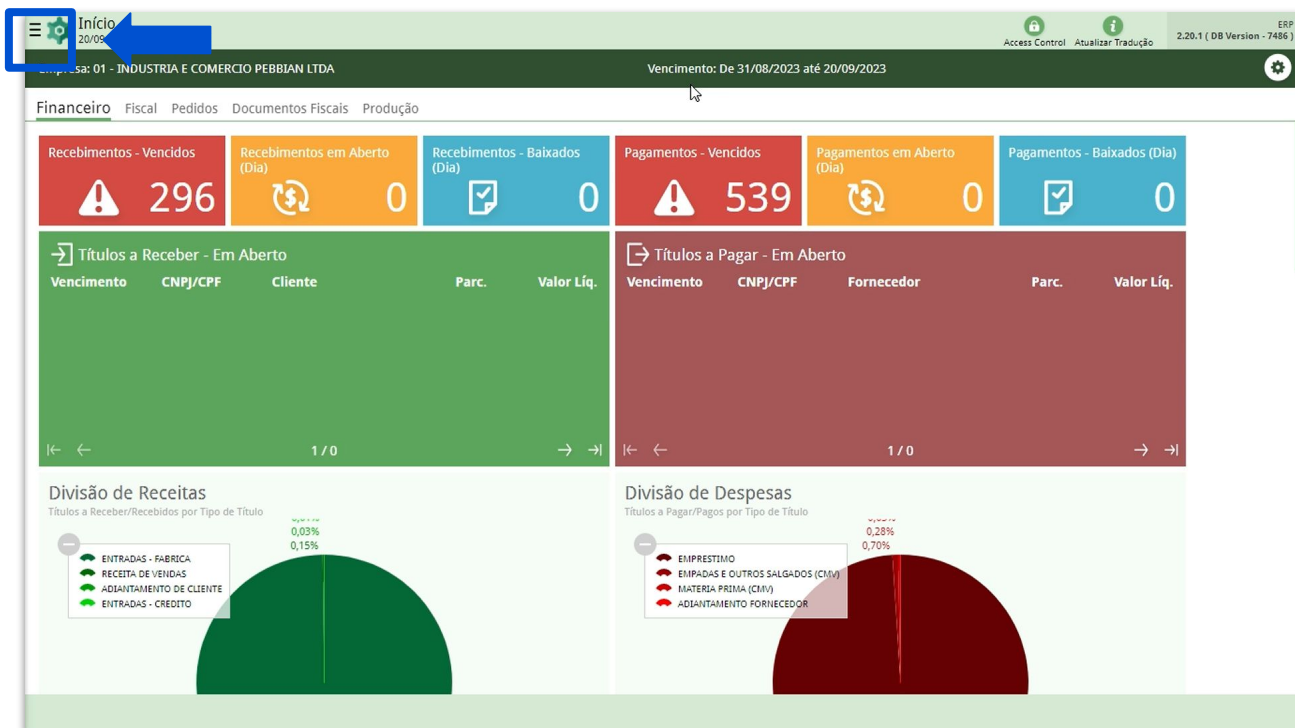 Início
20/09
Access Control
Atualizar Tradução
ERP
2.20.1 ( DB Version - 7486 )
Empresa: 01 - INDUSTRIA E COMERCIO PEBBIAN LTDA
Vencimento: De 31/08/2023 até 20/09/2023
Financeiro Fiscal Pedidos Documentos Fiscais Produção
Recebimentos - Vencidos
296
Recebimentos em Aberto
(Dia)
0
Recebimentos - Baixados
(Dia)
0
Pagamentos - Vencidos
539
Pagamentos em Aberto
(Dia)
0
Pagamentos - Baixados (Dia)
0
Títulos a Receber - Em Aberto
Vencimento CNPJ/CPF Cliente Parc. Valor Líq.
1 / 0
Títulos a Pagar - Em Aberto
Vencimento CNPJ/CPF Fornecedor Parc. Valor Líq.
1 / 0
Divisão de Receitas
Títulos a Receber/Recebidos por Tipo de Título
0,03%
0,15%
ENTRADAS - FABRICA
RECEITA DE VENDAS
ADIANTAMENTO DE CLIENTE
ENTRADAS - CREDITO
Divisão de Despesas
Títulos a Pagar/Pagos por Tipo de Título
0,28%
0,70%
EMPRESTIMO
EMPADAS E OUTROS SALGADOS (CMV)
MATERIA PRIMA (CMV)
ADIANTAMENTO FORNECEDOR